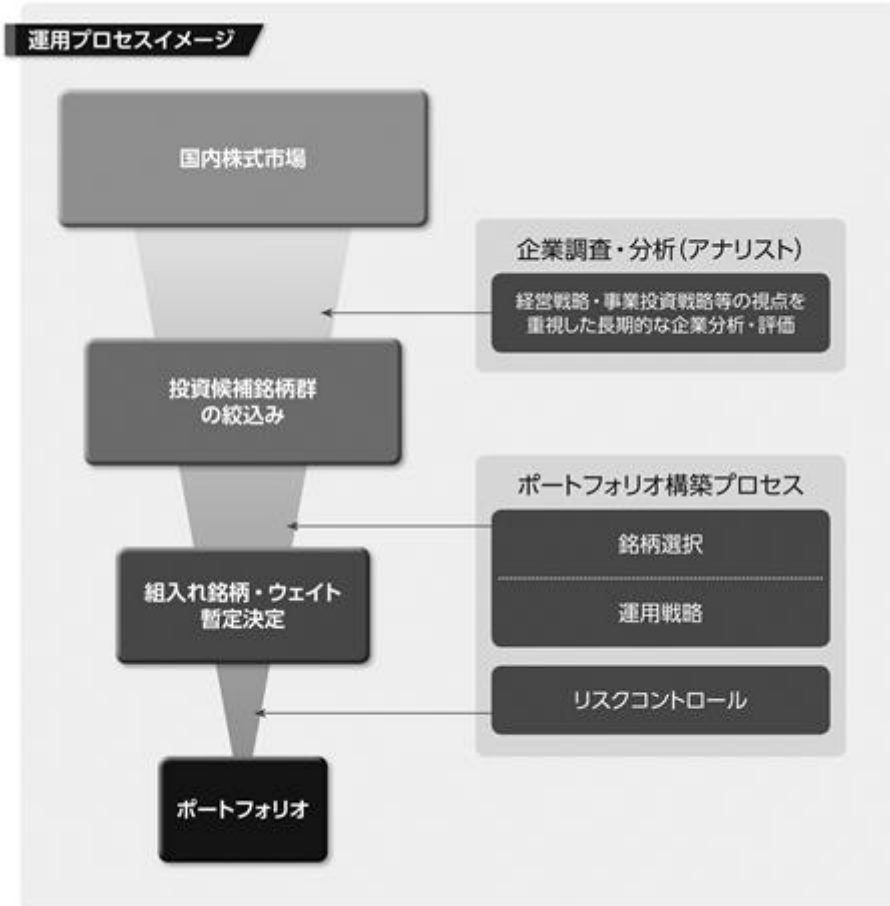 運用プロセスイメージ
国内株式市場
企業調査・分析(アナリスト)
経営戦略・事業投資戦略等の視点を
重視した長期的な企業分析・評価
投資候補銘柄群
の絞込み
ポートフォリオ構築プロセス
銘柄選択
運用戦略
組入れ銘柄・ウェイト
暫定決定
リスクコントロール
ポートフォリオ